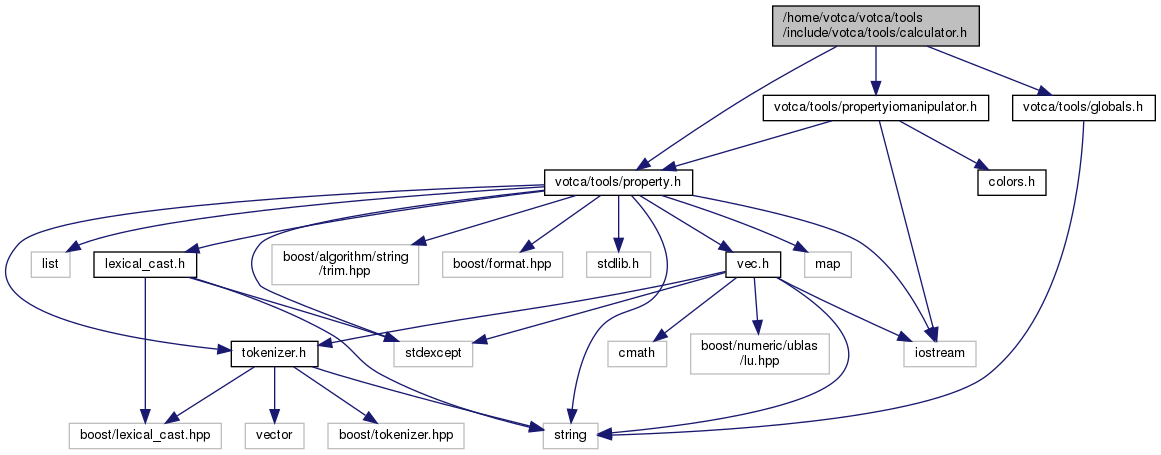 /home/votca/votca/tools
/include/votca/tools/calculator.h
votca/tools/propertyiomanipulator.h
votca/tools/globals.h
votca/tools/property.h
colors.h
list
lexical_cast.h
boost/algorithm/string
/trim.hpp
boost/format.hpp
stdlib.h
vec.h
map
tokenizer.h
stdexcept
cmath
boost/numeric/ublas
/lu.hpp
iostream
boost/lexical_cast.hpp
vector
boost/tokenizer.hpp
string